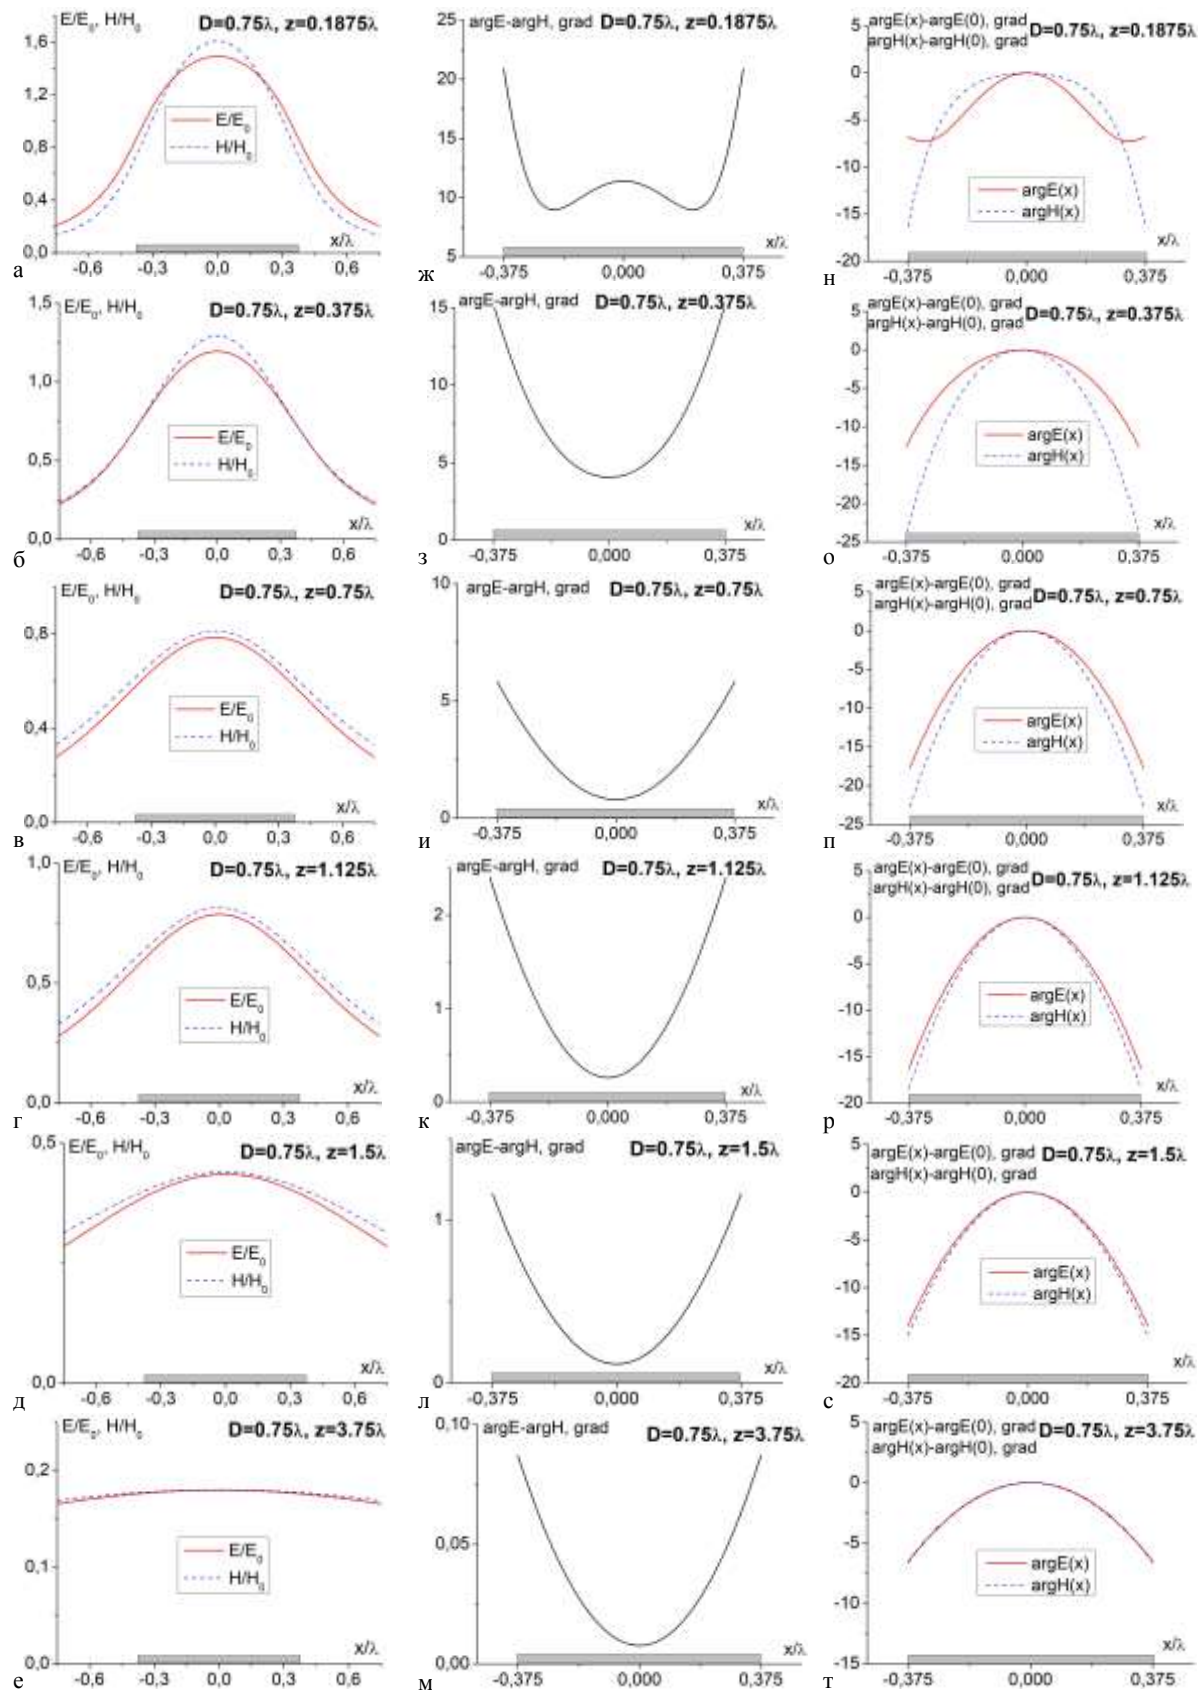 E/E₀, H/H₀ D=0.75λ, z=0.1875λ
1,6
1,2
0,8
0,4
0,0
E/E₀
H/H₀
x/λ
-0,6 -0,3 0,0 0,3 0,6
а
argE-argH, grad D=0.75λ, z=0.1875λ
25
20
15
10
5
x/λ
-0,375 0,000 0,375
ж
argE(x)-argE(0), grad
argH(x)-argH(0), grad
D=0.75λ, z=0.1875λ
5
0
-5
-10
-15
-20
argE(x)
argH(x)
x/λ
-0,375 0,000 0,375
н
E/E₀, H/H₀ D=0.75λ, z=0.375λ
1,5
1,0
0,5
0,0
E/E₀
H/H₀
x/λ
-0,6 -0,3 0,0 0,3 0,6
б
argE-argH, grad D=0.75λ, z=0.375λ
15
10
5
0
x/λ
-0,375 0,000 0,375
з
argE(x)-argE(0), grad
argH(x)-argH(0), grad
D=0.75λ, z=0.375λ
5
0
-5
-10
-15
-20
-25
argE(x)
argH(x)
x/λ
-0,375 0,000 0,375
о
E/E₀, H/H₀ D=0.75λ, z=0.75λ
0,8
0,4
0,0
E/E₀
H/H₀
x/λ
-0,6 -0,3 0,0 0,3 0,6
в
argE-argH, grad D=0.75λ, z=0.75λ
10
5
0
x/λ
-0,375 0,000 0,375
и
argE(x)-argE(0), grad
argH(x)-argH(0), grad
D=0.75λ, z=0.75λ
5
0
-5
-10
-15
-20
-25
argE(x)
argH(x)
x/λ
-0,375 0,000 0,375
п
E/E₀, H/H₀ D=0.75λ, z=1.125λ
1,0
0,5
0,0
E/E₀
H/H₀
x/λ
-0,6 -0,3 0,0 0,3 0,6
г
argE-argH, grad D=0.75λ, z=1.125λ
2
1
0
x/λ
-0,375 0,000 0,375
к
argE(x)-argE(0), grad
argH(x)-argH(0), grad
D=0.75λ, z=1.125λ
5
0
-5
-10
-15
-20
argE(x)
argH(x)
x/λ
-0,375 0,000 0,375
р
E/E₀, H/H₀ D=0.75λ, z=1.5λ
0,5
0,0
E/E₀
H/H₀
x/λ
-0,6 -0,3 0,0 0,3 0,6
д
argE-argH, grad D=0.75λ, z=1.5λ
1
0
x/λ
-0,375 0,000 0,375
л
argE(x)-argE(0), grad
argH(x)-argH(0), grad
D=0.75λ, z=1.5λ
5
0
-5
-10
-15
-20
argE(x)
argH(x)
x/λ
-0,375 0,000 0,375
с
E/E₀, H/H₀ D=0.75λ, z=3.75λ
0,2
0,1
0,0
E/E₀
H/H₀
x/λ
-0,6 -0,3 0,0 0,3 0,6
е
argE-argH, grad D=0.75λ, z=3.75λ
0,10
0,05
0,00
x/λ
-0,375 0,000 0,375
м
argE(x)-argE(0), grad
argH(x)-argH(0), grad
D=0.75λ, z=3.75λ
5
0
-5
-10
-15
argE(x)
argH(x)
x/λ
-0,375 0,000 0,375
т